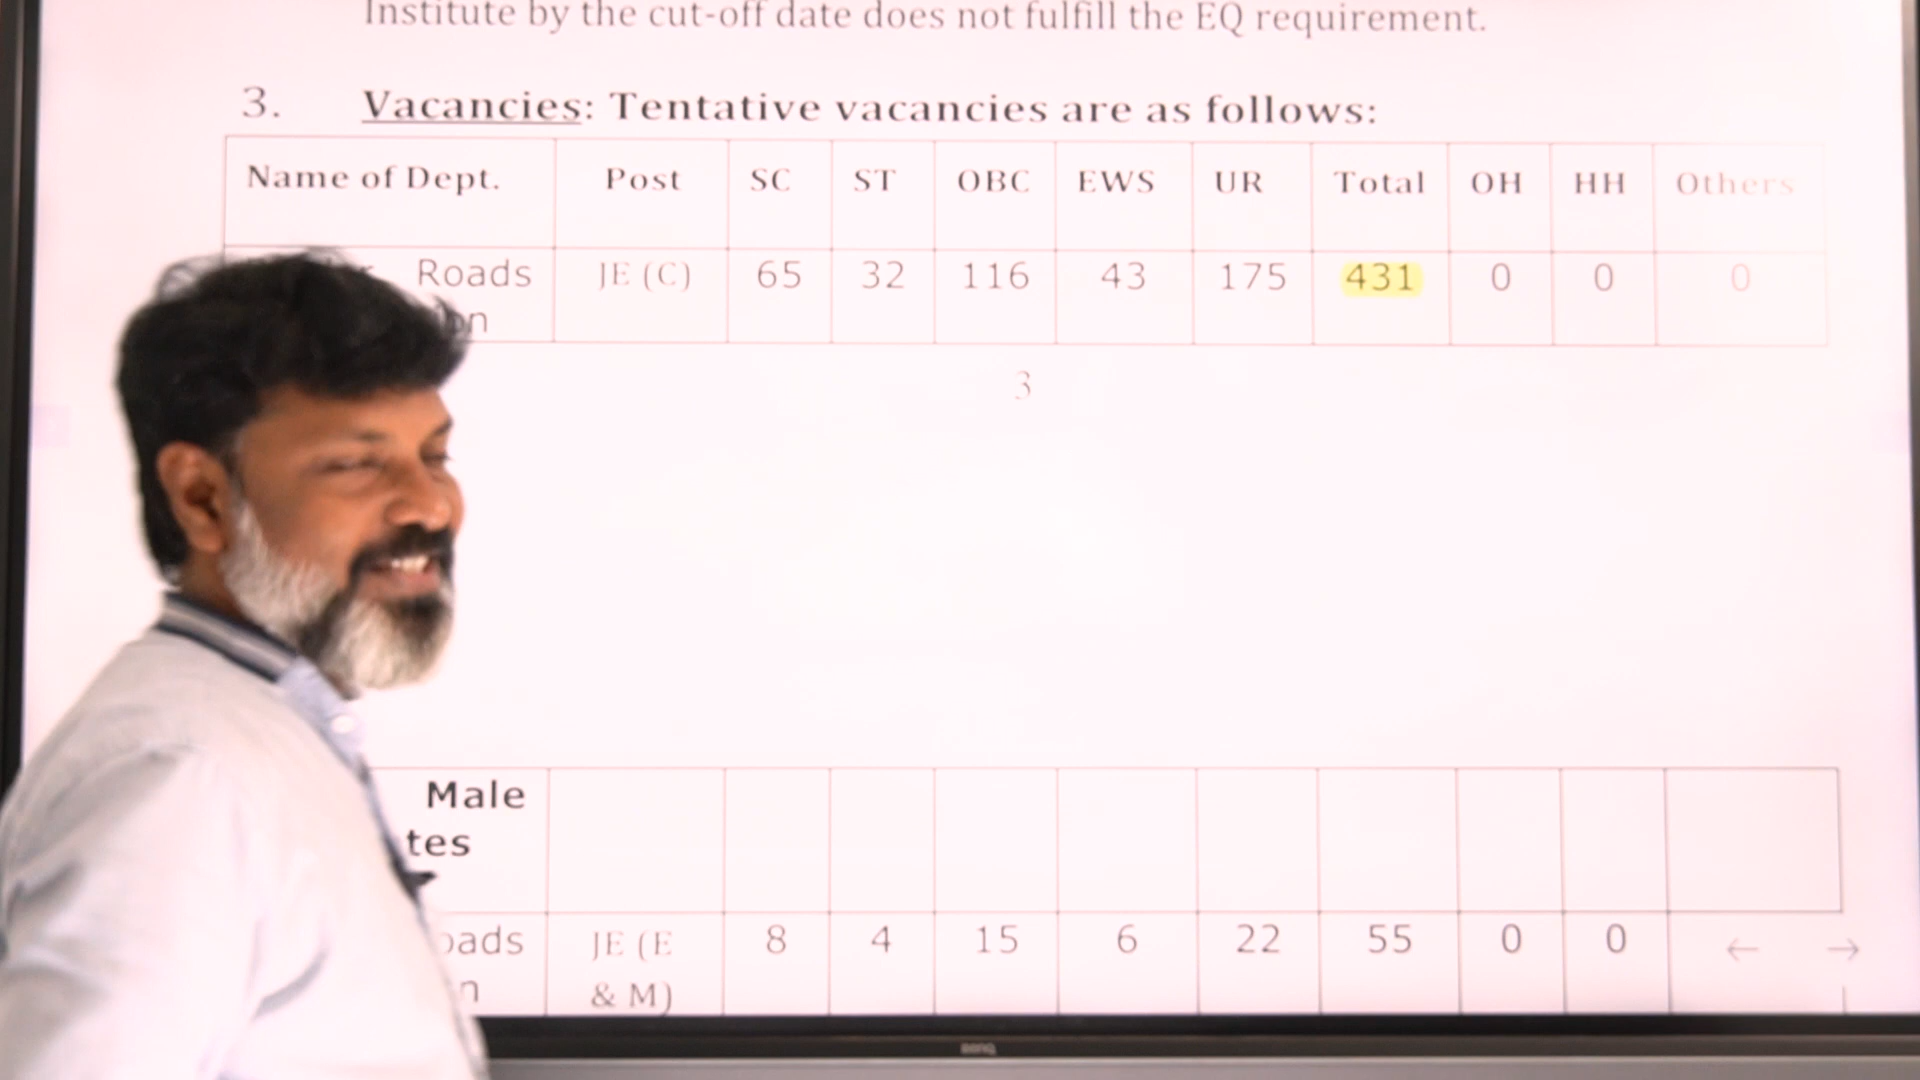 Institute by the cut-off date does not fulfill the EQ requirement.
3. Vacancies: Tentative vacancies are as follows:
Name of Dept. Post SC ST OBC EWS UR Total OH HH Others
Roads JE (C) 65 32 116 43 175 431 0 0 0
3
Male
Roads JE (E 8 4 15 6 22 55 0 0
& M)
BenQ